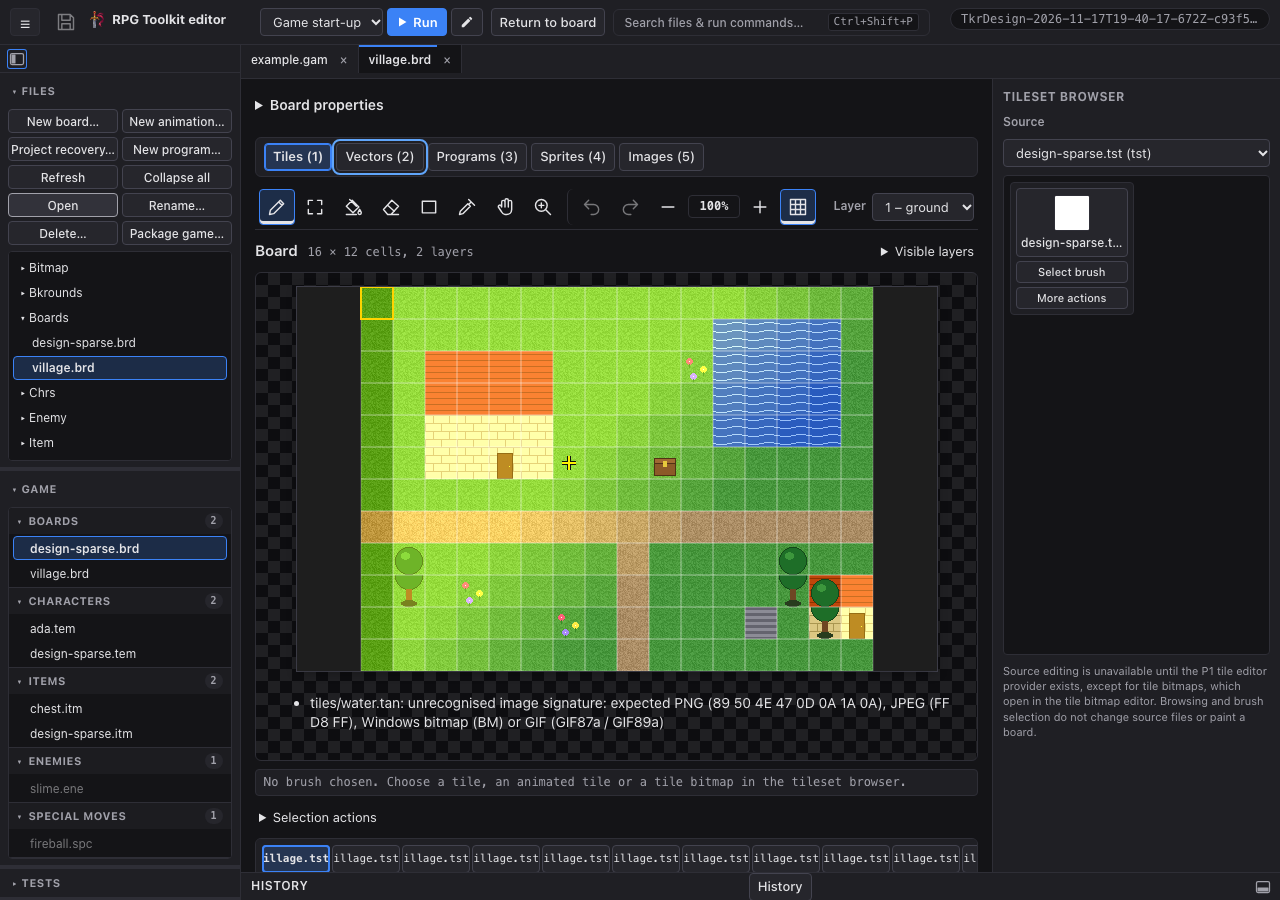 RPG Toolkit editor
Game start-up
Run
Return to board
Search files & run commands...
Ctrl+Shift+P
TkrDesign-2026-11-17T19-40-17-672Z-c93f5…
example.gam ×
village.brd ×
FILES
New board...
New animation...
Project recovery...
New program...
Refresh
Collapse all
Open
Rename...
Delete...
Package game...
Bitmap
Bkrounds
Boards
design-sparse.brd
village.brd
Chrs
Enemy
Item
GAME
BOARDS 2
design-sparse.brd
village.brd
CHARACTERS 2
ada.tem
design-sparse.tem
ITEMS 2
chest.itm
design-sparse.itm
ENEMIES 1
slime.ene
SPECIAL MOVES 1
fireball.spc
TESTS
Board properties
Tiles (1)
Vectors (2)
Programs (3)
Sprites (4)
Images (5)
100%
Layer
1 – ground
Board
16 × 12 cells, 2 layers
Visible layers
• tiles/water.tan: unrecognised image signature: expected PNG (89 50 4E 47 0D 0A 1A 0A), JPEG (FF
D8 FF), Windows bitmap (BM) or GIF (GIF87a / GIF89a)
No brush chosen. Choose a tile, an animated tile or a tile bitmap in the tileset browser.
Selection actions
illage.tst illage.tst illage.tst illage.tst illage.tst illage.tst illage.tst illage.tst illage.tst illage.tst il
HISTORY
History
TILESET BROWSER
Source
design-sparse.tst (tst)
design-sparse.t…
Select brush
More actions
Source editing is unavailable until the P1 tile editor
provider exists, except for tile bitmaps, which
open in the tile bitmap editor. Browsing and brush
selection do not change source files or paint a
board.